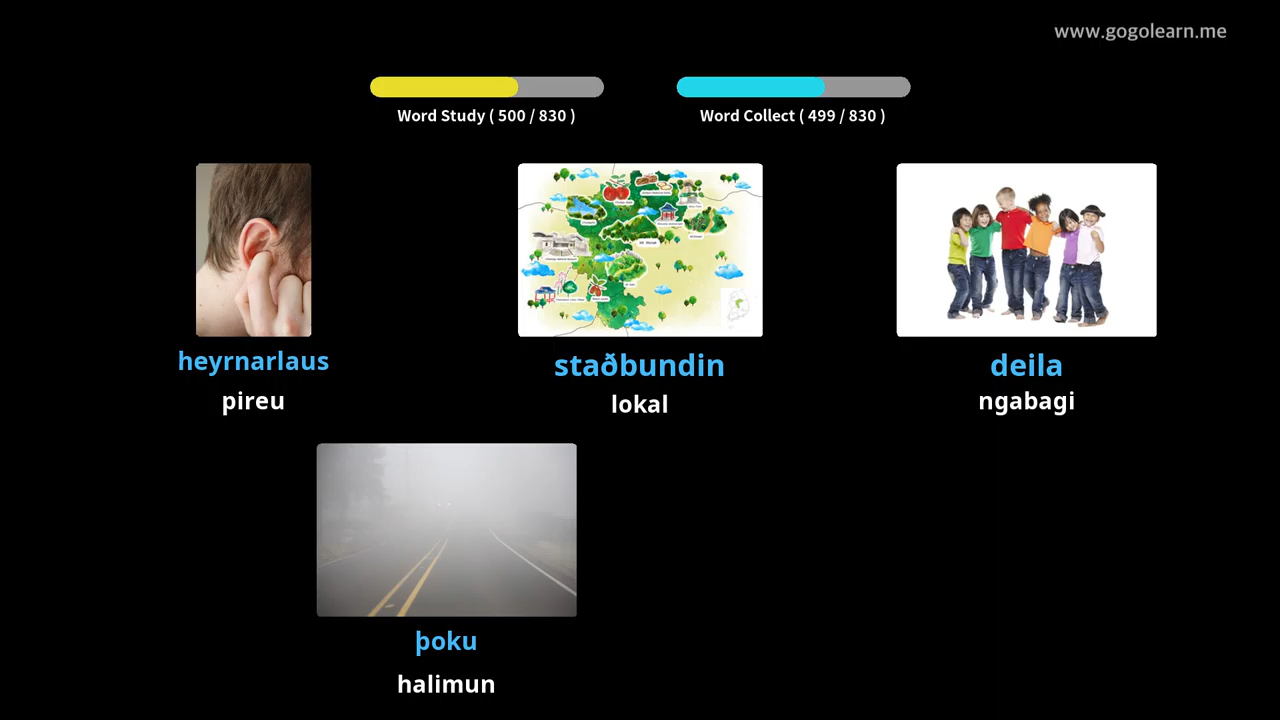 www.gogolearn.me
Word Study ( 500 / 830 )
Word Collect ( 499 / 830 )
heyrnarlaus
pireu
staðbundin
lokal
deila
ngabagi
þoku
halimun